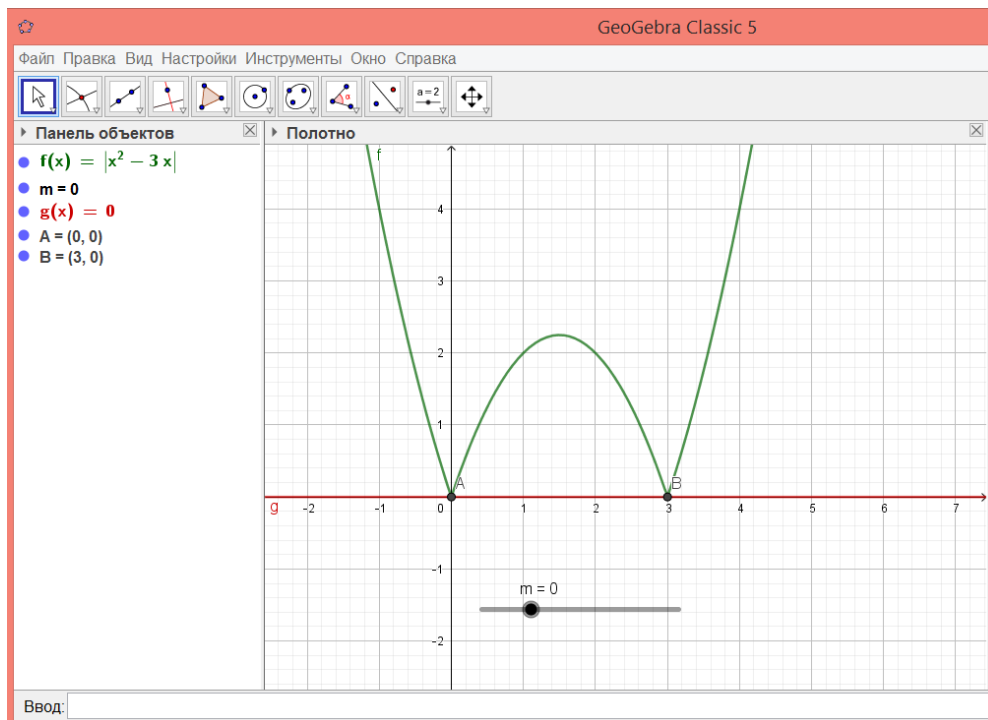 GeoGebra Classic 5
Файл Правка Вид Настройки Инструменты Окно Справка
a=2
Панель объектов
Полотно
f(x) = |x² − 3 x|
m = 0
g(x) = 0
A = (0, 0)
B = (3, 0)
f
4
3
2
1
A B
g -2 -1 0 1 2 3 4 5 6 7
-1
m = 0
-2
Ввод: